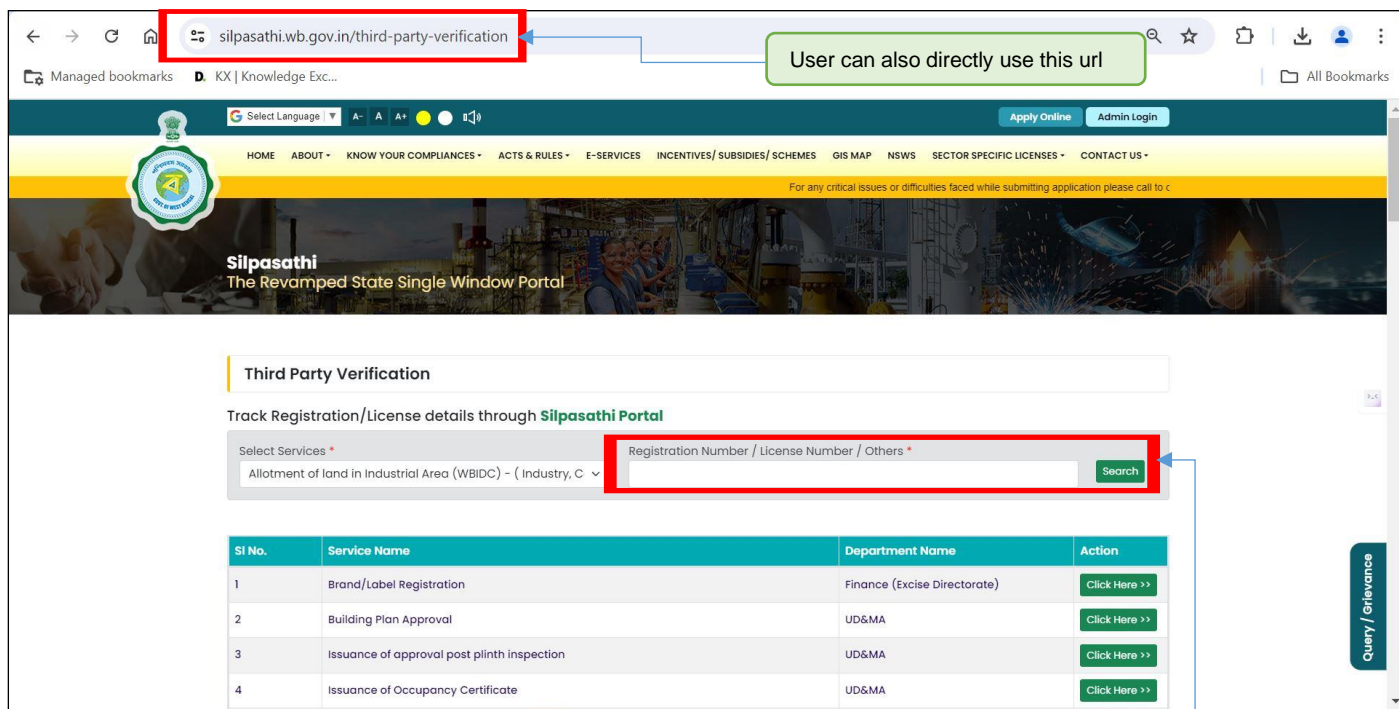 silpasathi.wb.gov.in/third-party-verification
User can also directly use this url
Managed bookmarks D. KX | Knowledge Exc... All Bookmarks
G Select Language ▼ A- A A+ Apply Online Admin Login
HOME ABOUT KNOW YOUR COMPLIANCES ACTS & RULES E-SERVICES INCENTIVES/ SUBSIDIES/ SCHEMES GIS MAP NSWS SECTOR SPECIFIC LICENSES CONTACT US
For any critical issues or difficulties faced while submitting application please call to c
Silpasathi
The Revamped State Single Window Portal
Third Party Verification
Track Registration/License details through Silpasathi Portal
Select Services * Registration Number / License Number / Others *
Allotment of land in Industrial Area (WBIDC) - ( Industry, C Search
Sl No. Service Name Department Name Action
1 Brand/Label Registration Finance (Excise Directorate) Click Here >>
2 Building Plan Approval UD&MA Click Here >>
3 Issuance of approval post plinth inspection UD&MA Click Here >>
4 Issuance of Occupancy Certificate UD&MA Click Here >>
Query / Grievance